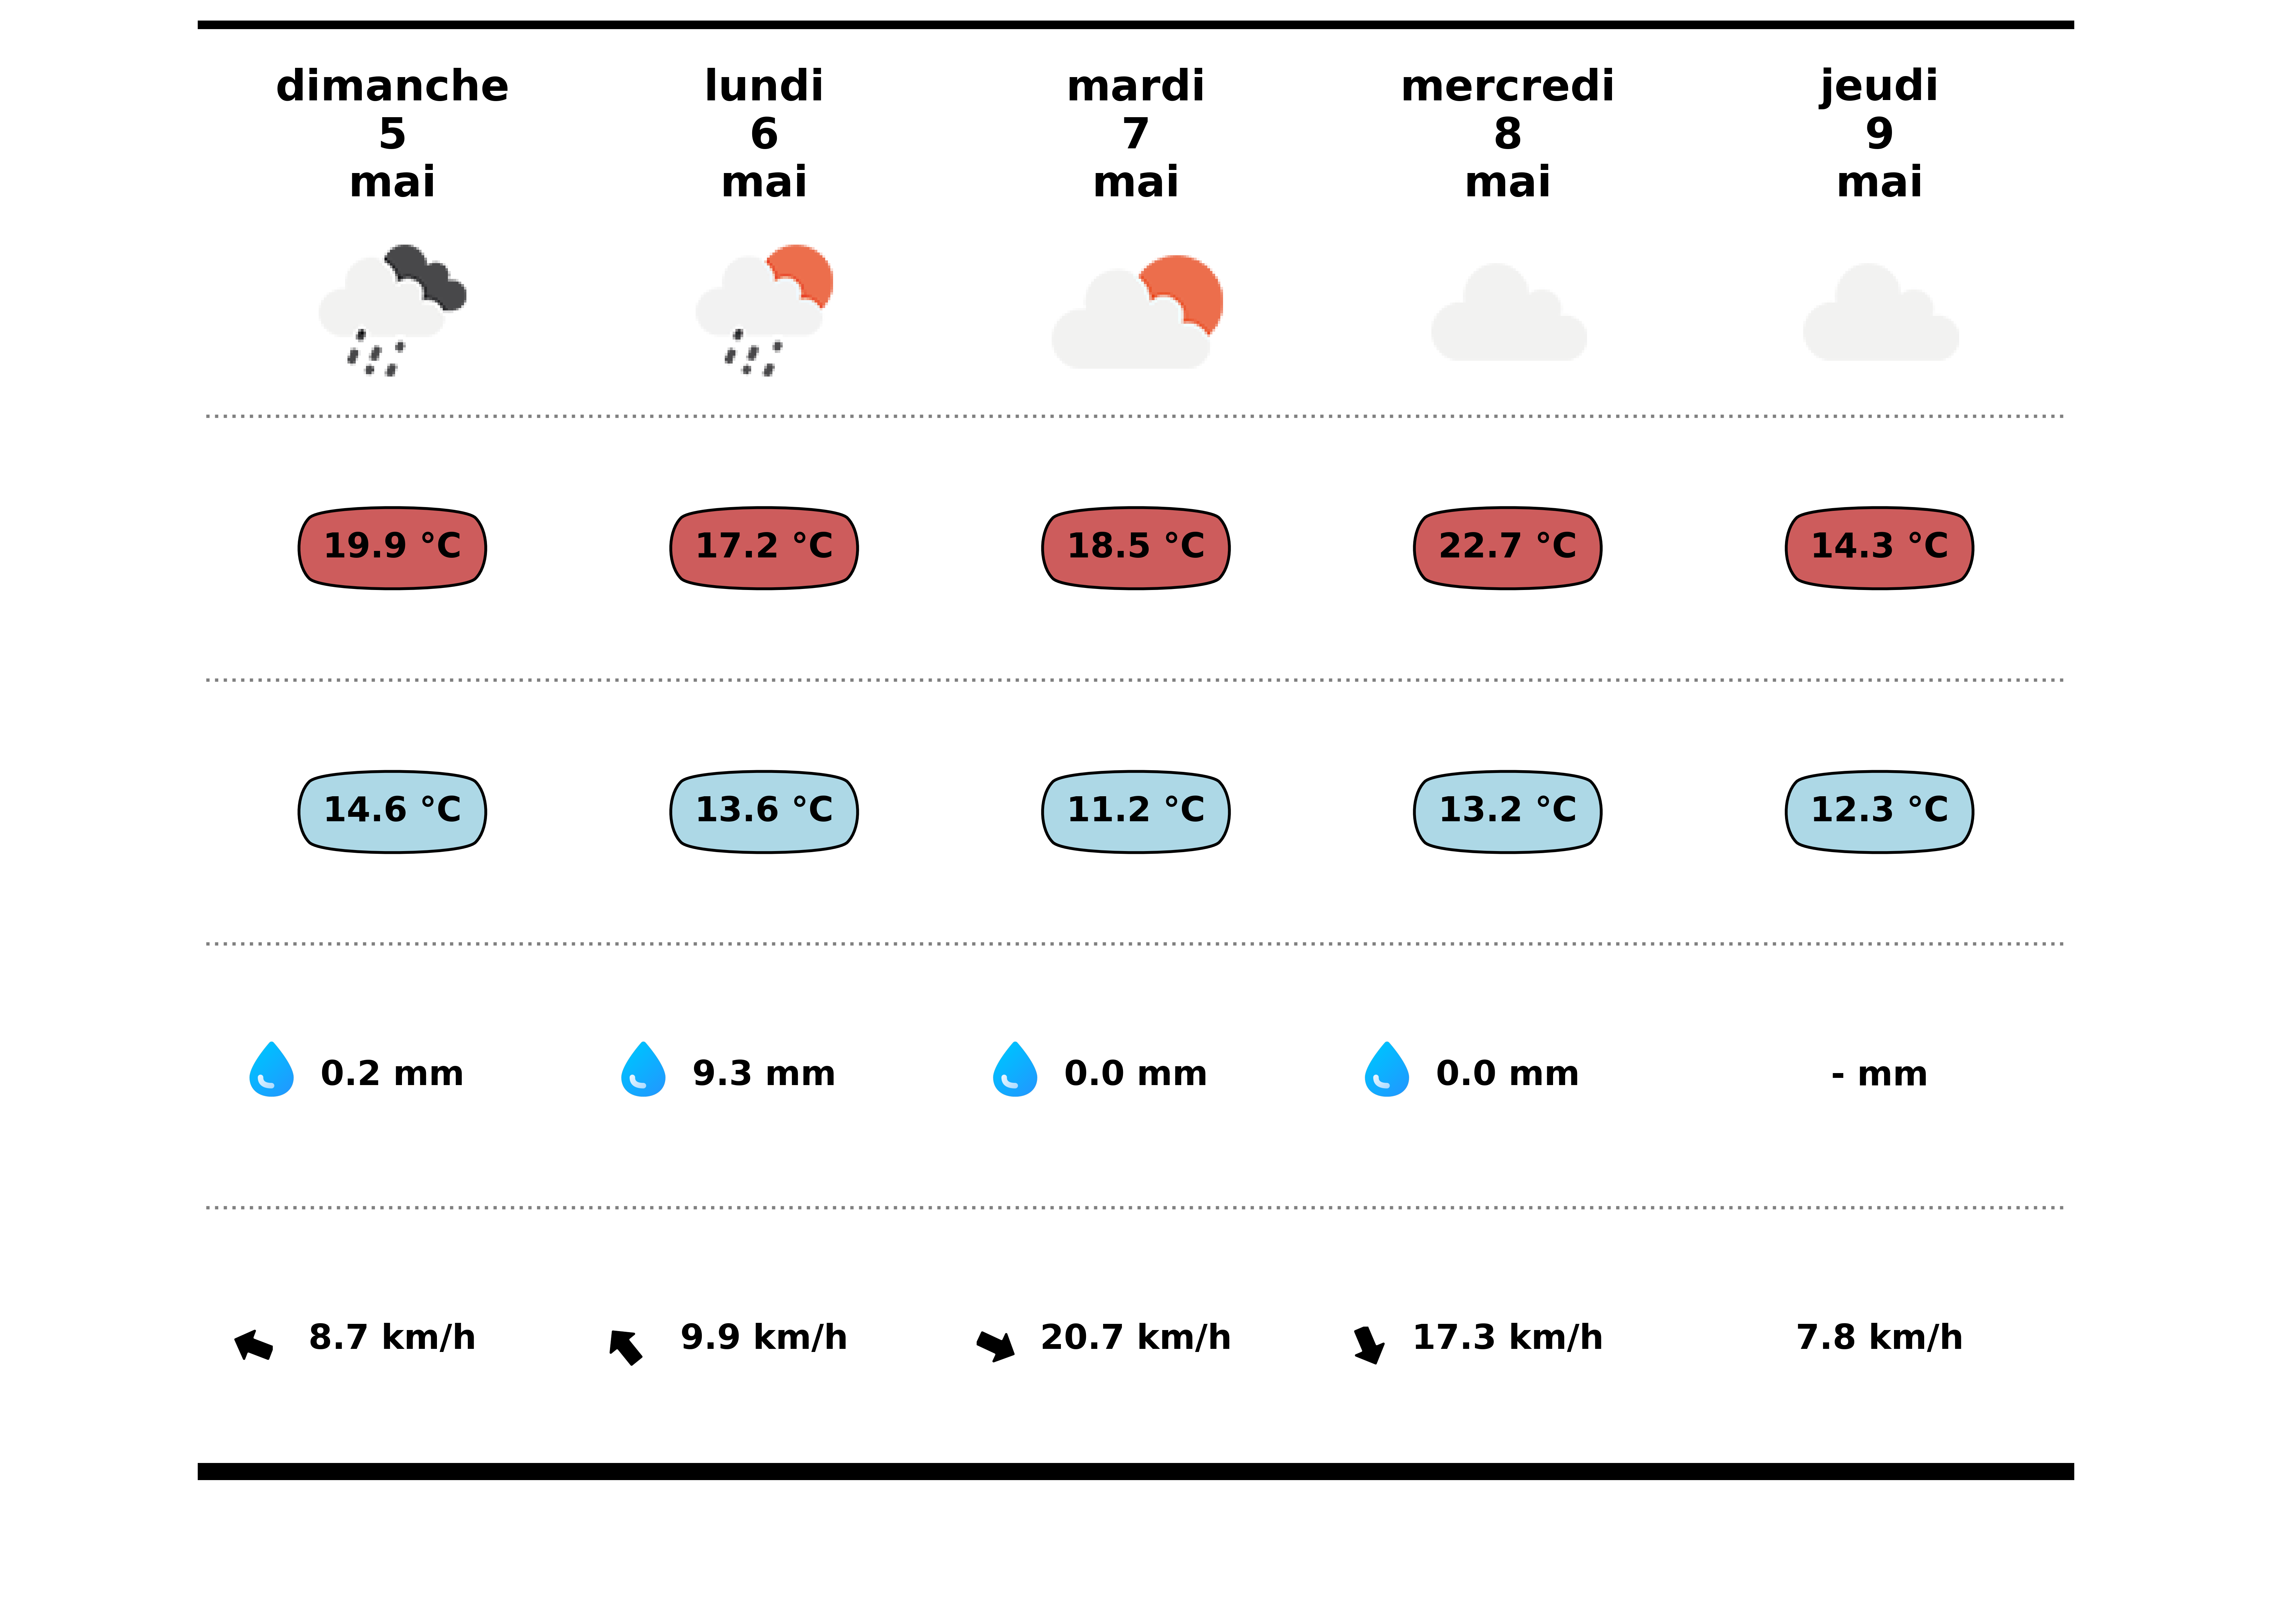 dimanche
5
mai
lundi
6
mai
mardi
7
mai
mercredi
8
mai
jeudi
9
mai
19.9 °C
17.2 °C
18.5 °C
22.7 °C
14.3 °C
14.6 °C
13.6 °C
11.2 °C
13.2 °C
12.3 °C
0.2 mm
9.3 mm
0.0 mm
0.0 mm
- mm
8.7 km/h
9.9 km/h
20.7 km/h
17.3 km/h
7.8 km/h